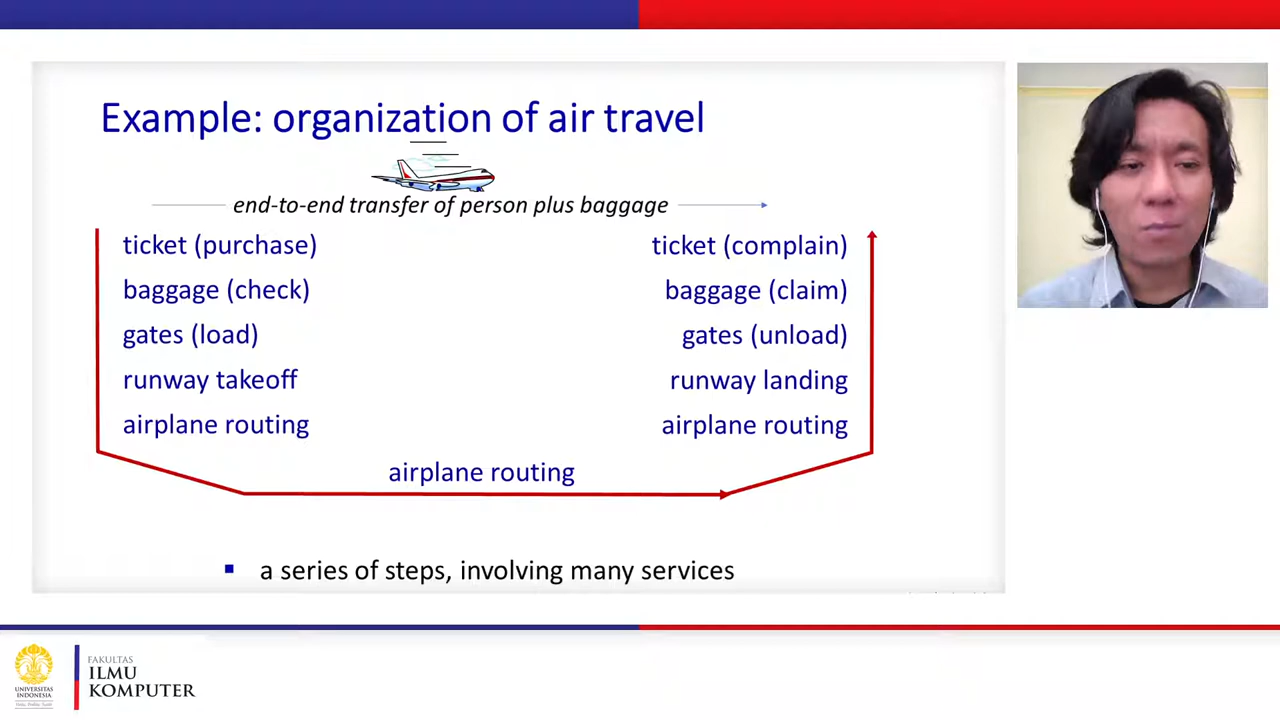 Example: organization of air travel
end-to-end transfer of person plus baggage
ticket (purchase)
baggage (check)
gates (load)
runway takeoff
airplane routing
ticket (complain)
baggage (claim)
gates (unload)
runway landing
airplane routing
airplane routing
a series of steps, involving many services
UNIVERSITAS
INDONESIA
FAKULTAS
ILMU
KOMPUTER